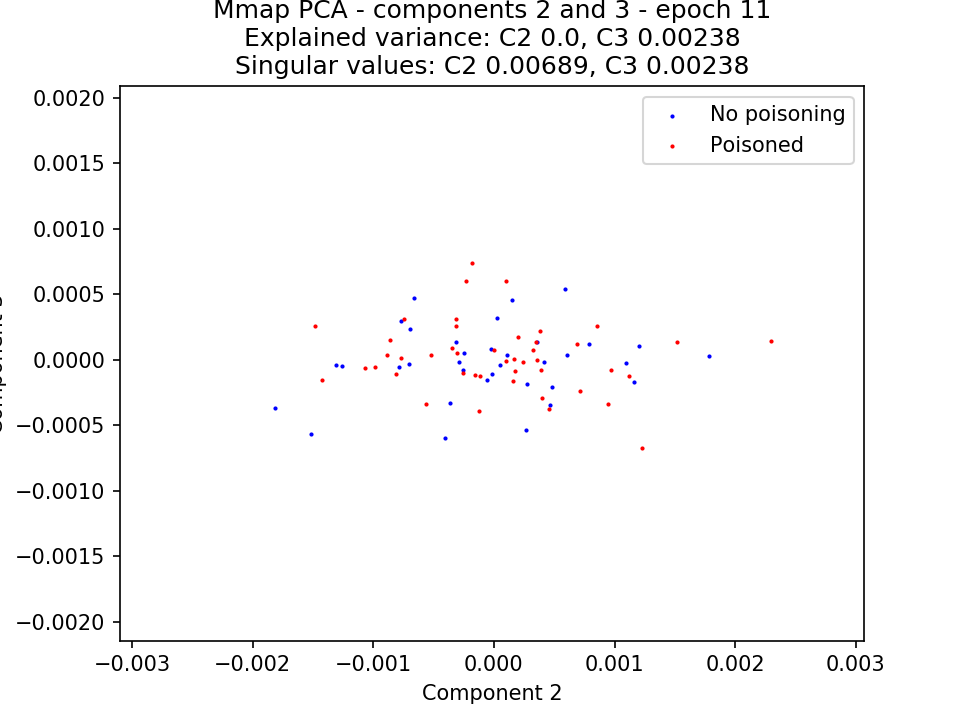 Mmap PCA - components 2 and 3 - epoch 11
Explained variance: C2 0.0, C3 0.00238
Singular values: C2 0.00689, C3 0.00238
No poisoning
Poisoned
0.0020
0.0015
0.0010
0.0005
0.0000
−0.0005
−0.0010
−0.0015
−0.0020
−0.003 −0.002 −0.001 0.000 0.001 0.002 0.003
Component 2